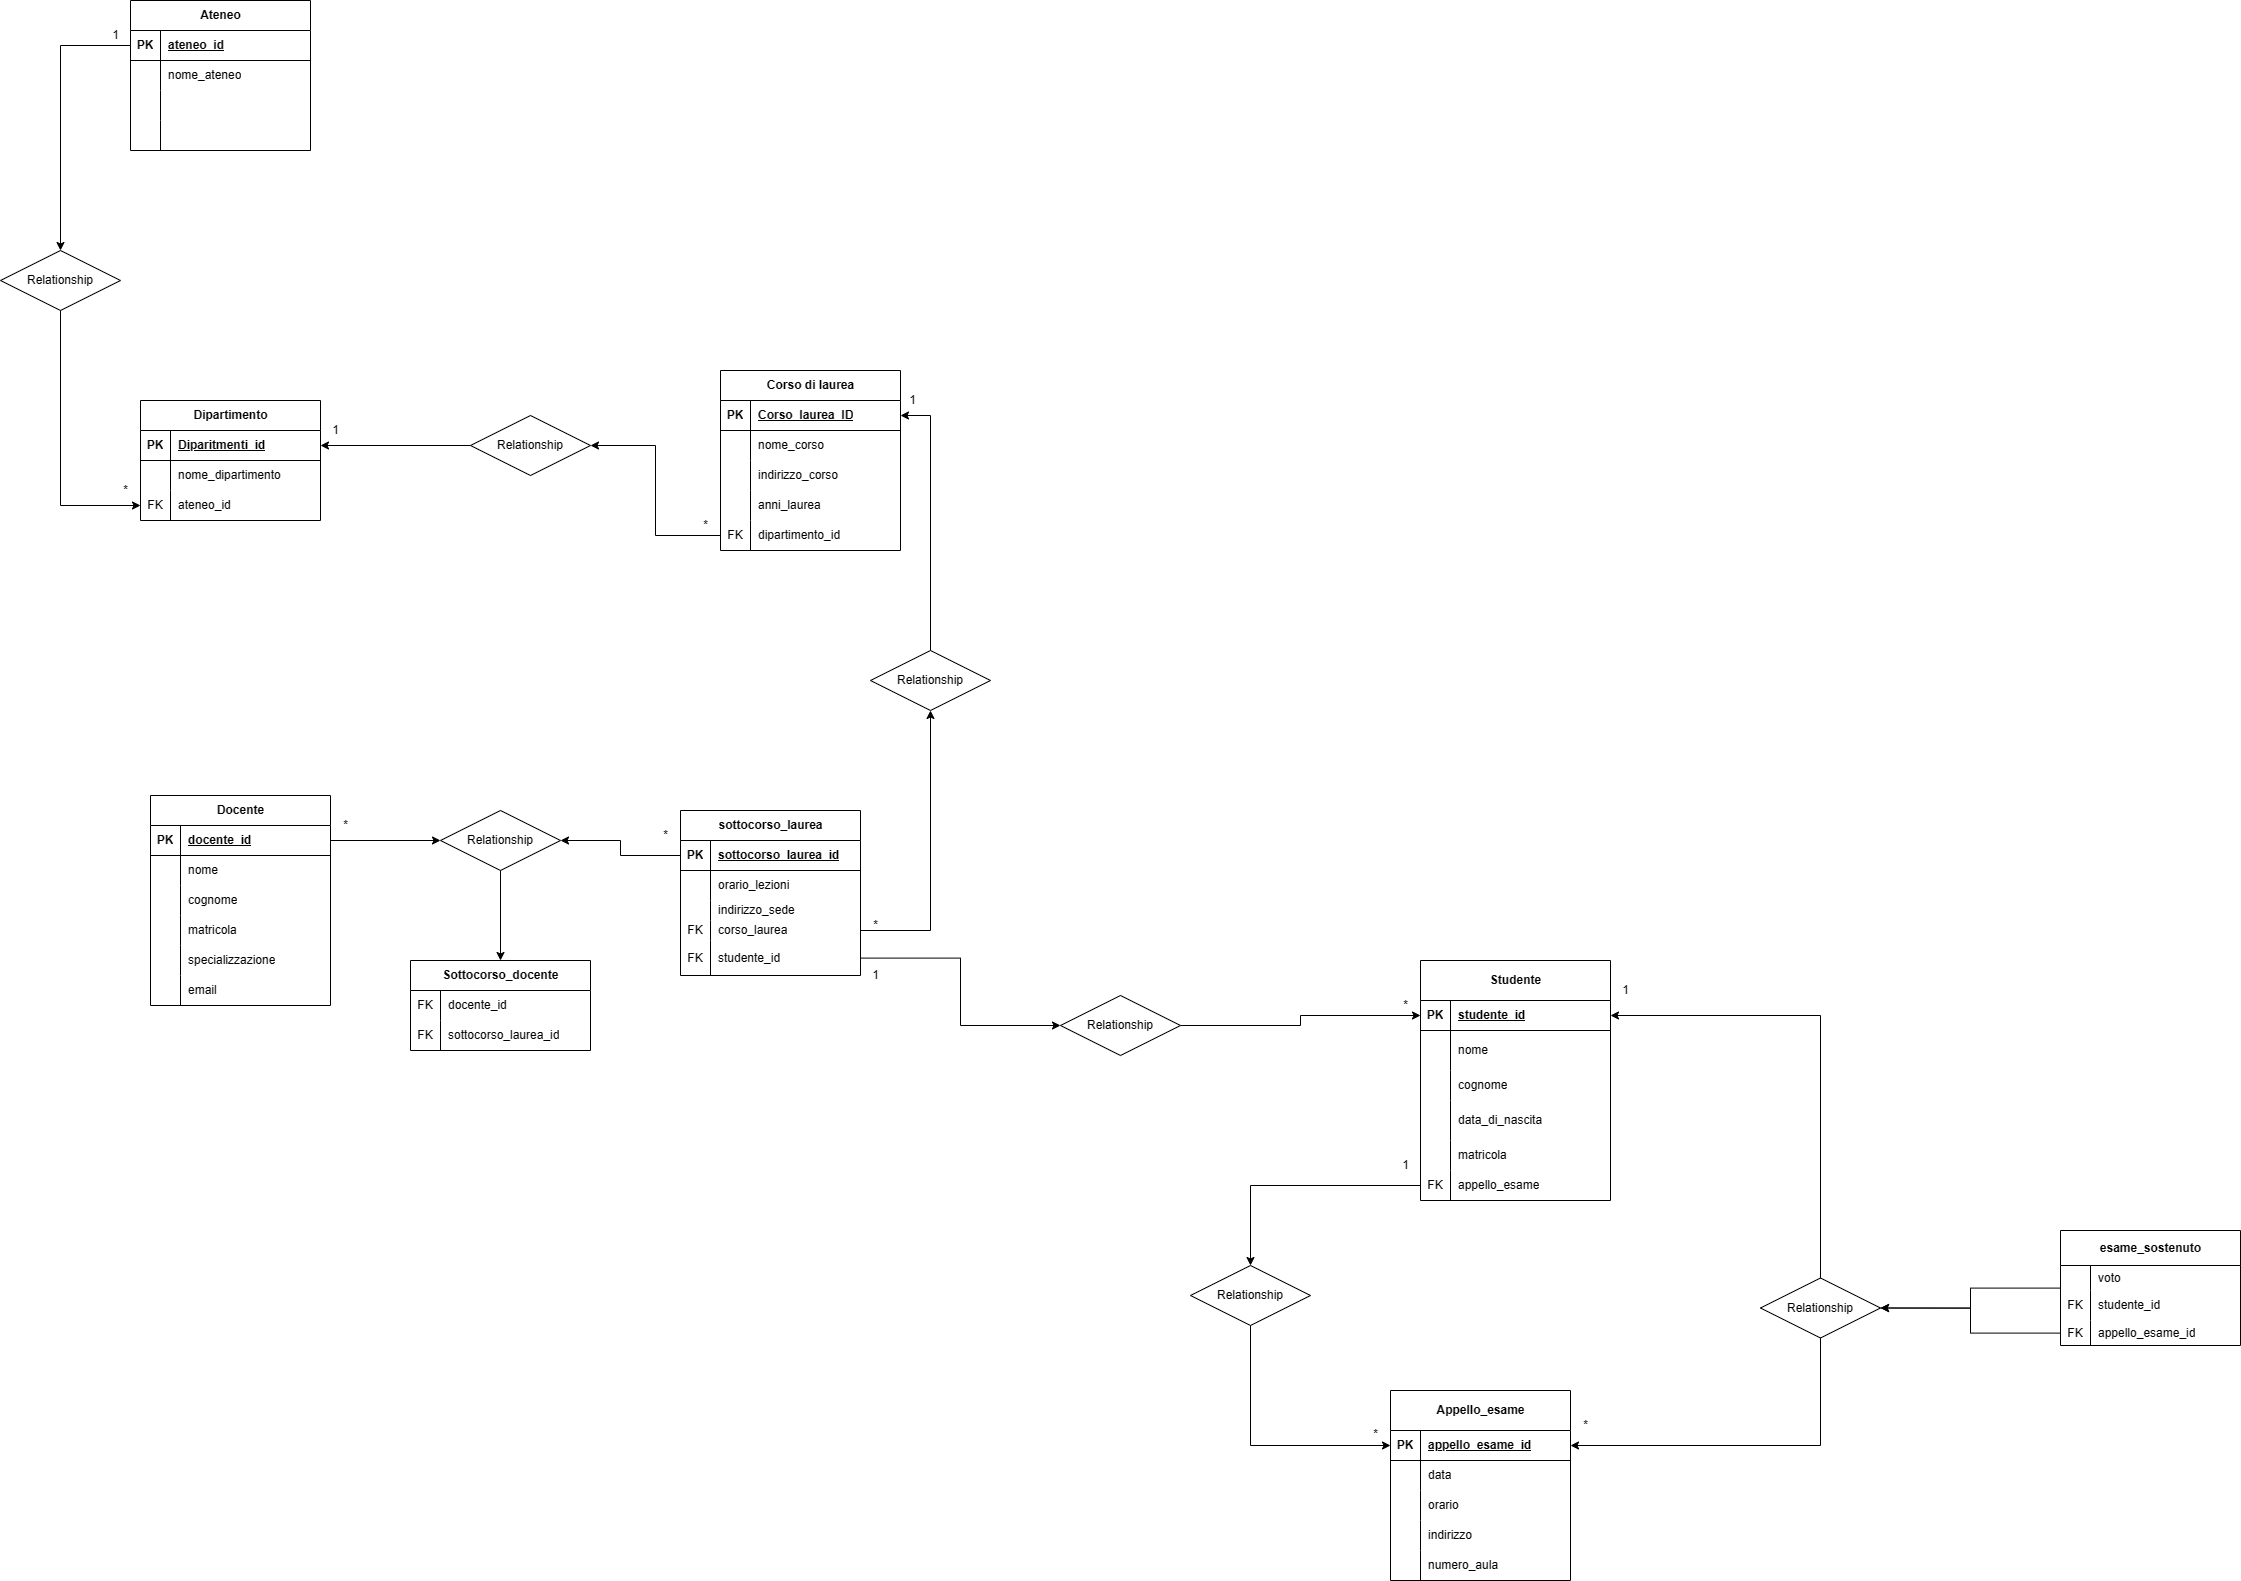 Ateneo
1
PK ateneo_id
nome_ateneo
Relationship
Corso di laurea
PK Corso_laurea_ID
1
nome_corso
indirizzo_corso
anni_laurea
*
FK dipartimento_id
Dipartimento
PK Diparitmenti_id
1
nome_dipartimento
*
FK ateneo_id
Relationship
Relationship
Docente
PK docente_id
*
nome
cognome
matricola
specializzazione
email
Relationship
*
sottocorso_laurea
PK sottocorso_laurea_id
orario_lezioni
indirizzo_sede
FK corso_laurea
*
FK studente_id
1
Sottocorso_docente
FK docente_id
FK sottocorso_laurea_id
Relationship
*
Studente
1
PK studente_id
nome
cognome
data_di_nascita
matricola
1
FK appello_esame
Relationship
Relationship
esame_sostenuto
voto
FK studente_id
FK appello_esame_id
Appello_esame
*
*
PK appello_esame_id
data
orario
indirizzo
numero_aula